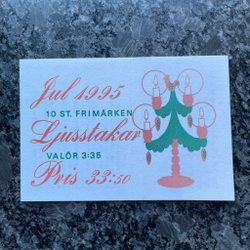 Jul 1995
10 ST. FRIMÄRKEN
Ljusstakar
VALÖR 3:35
Pris 33:50